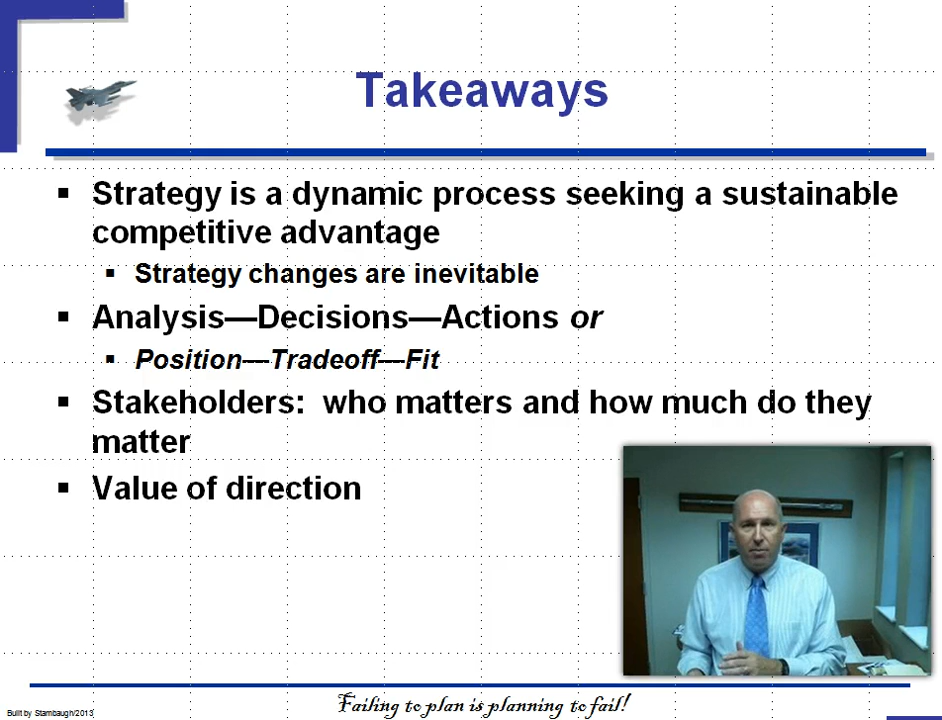 Takeaways
Strategy is a dynamic process seeking a sustainable
competitive advantage
Strategy changes are inevitable
Analysis—Decisions—Actions or
Position—Tradeoff—Fit
Stakeholders:  who matters and how much do they
matter
Value of direction
Failing to plan is planning to fail!
Built by Stambaugh/2013